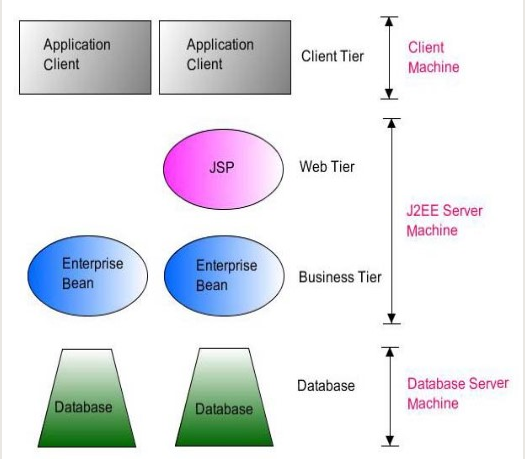 Application
Client
Application
Client
Client Tier
Client
Machine
JSP
Web Tier
J2EE Server
Machine
Enterprise
Bean
Enterprise
Bean
Business Tier
Database
Database
Database
Database Server
Machine